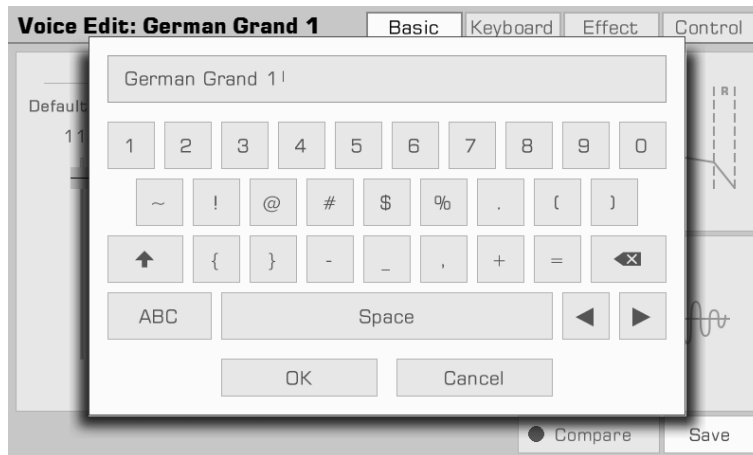 Voice Edit: German Grand 1 Basic Keyboard Effect Control
German Grand 1
Default
R
11
1 2 3 4 5 6 7 8 9 0
~ ! @ # $ % . ( )
{ } - _ , + =
ABC Space
OK Cancel
Compare Save